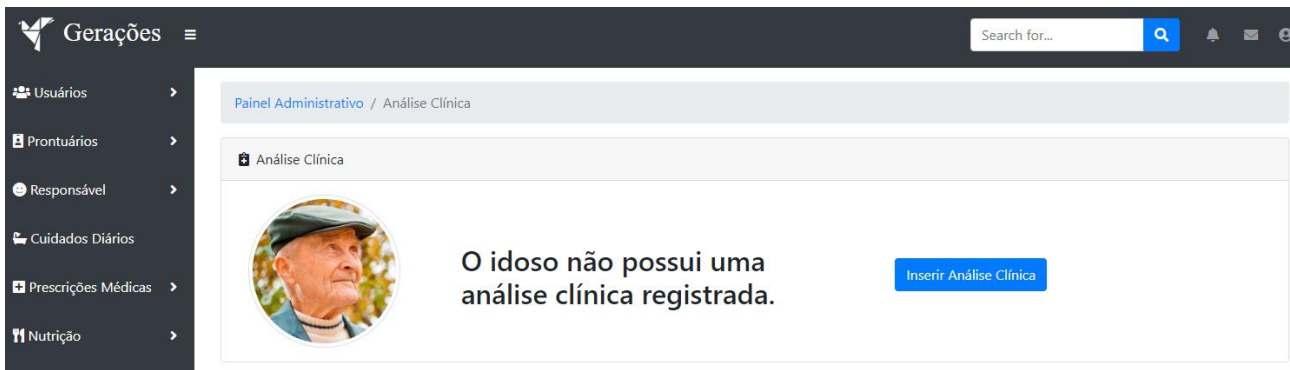 Gerações
Search for...
Usuários
Prontuários
Responsável
Cuidados Diários
Prescrições Médicas
Nutrição
Painel Administrativo / Análise Clínica
Análise Clínica
O idoso não possui uma
análise clínica registrada.
Inserir Análise Clínica